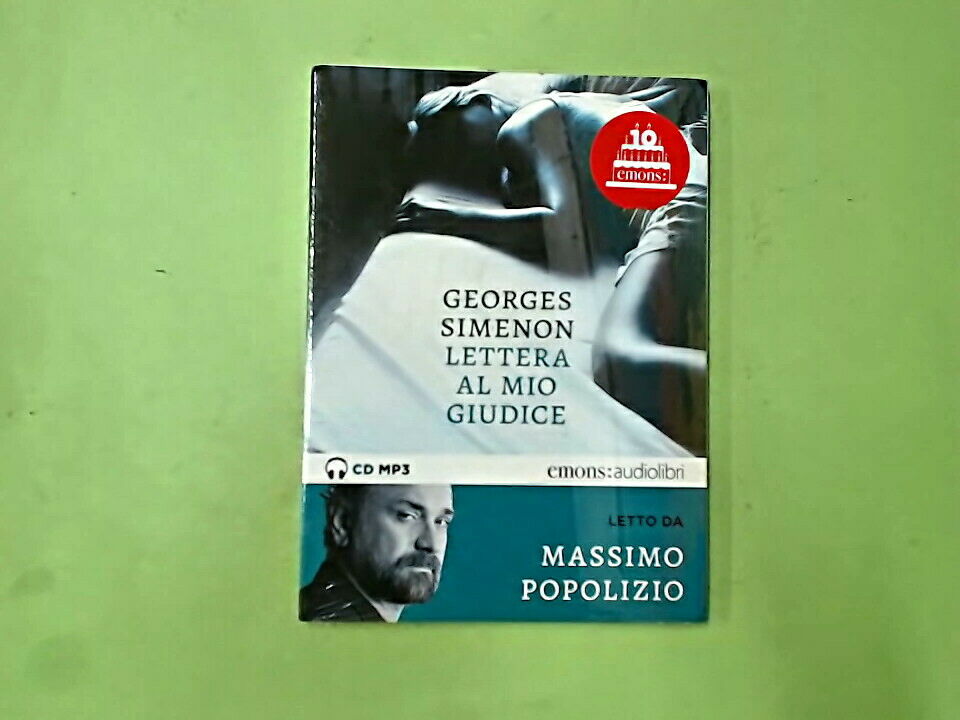 10
emons:
GEORGES
SIMENON
LETTERA
AL MIO
GIUDICE
CD MP3
emons:audiolibri
LETTO DA
MASSIMO
POPOLIZIO